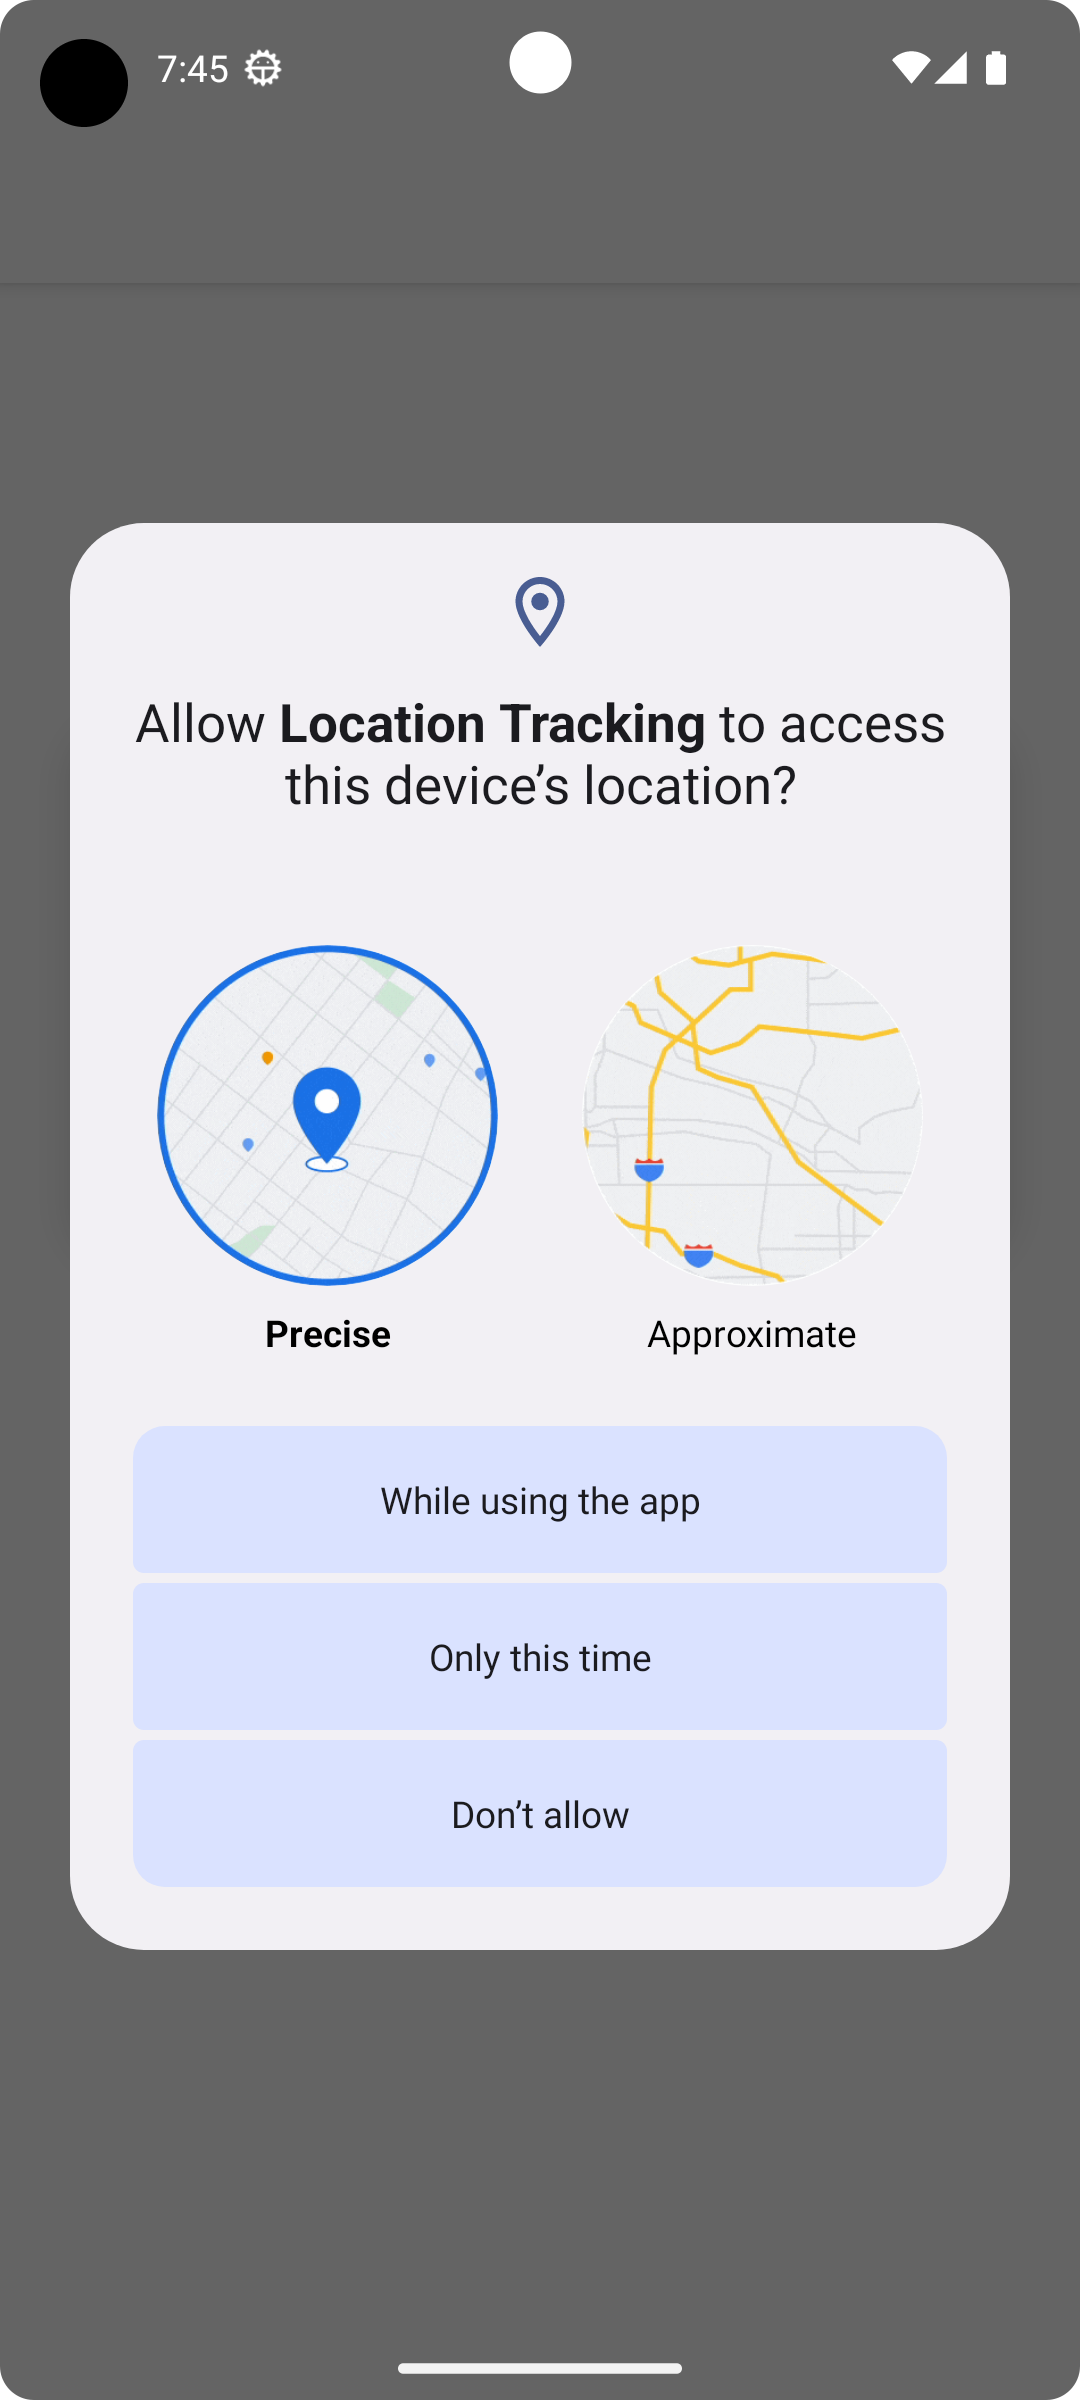 7:45
Allow Location Tracking to access
this device’s location?
Precise
Approximate
While using the app
Only this time
Don’t allow